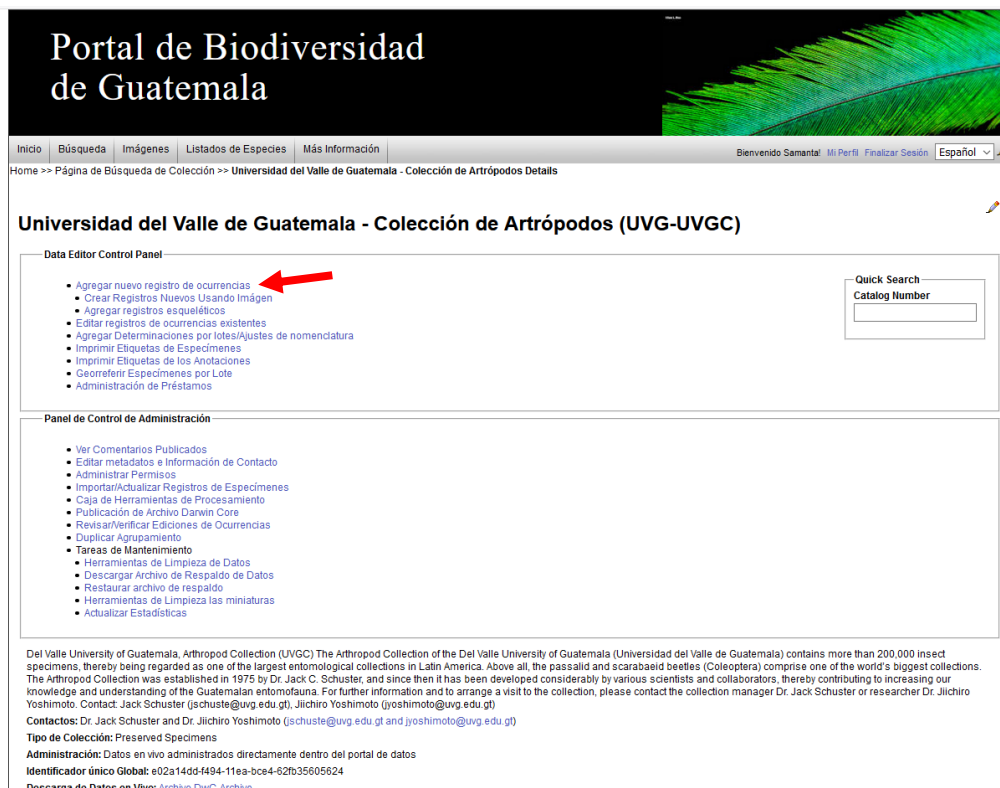 Portal de Biodiversidad
de Guatemala
Inicio Búsqueda Imágenes Listados de Especies Más Información
Bienvenido Samanta! Mi Perfil Finalizar Sesión Español
Home >> Página de Búsqueda de Colección >> Universidad del Valle de Guatemala - Colección de Artrópodos Details
Universidad del Valle de Guatemala - Colección de Artrópodos (UVG-UVGC)
Data Editor Control Panel
Agregar nuevo registro de ocurrencias
Crear Registros Nuevos Usando Imágen
Agregar registros esqueléticos
Editar registros de ocurrencias existentes
Agregar Determinaciones por lotes/Ajustes de nomenclatura
Imprimir Etiquetas de Especímenes
Imprimir Etiquetas de los Anotaciones
Georreferir Especímenes por Lote
Administración de Préstamos
Quick Search
Catalog Number
Panel de Control de Administración
Ver Comentarios Publicados
Editar metadatos e Información de Contacto
Administrar Permisos
Importar/Actualizar Registros de Especímenes
Caja de Herramientas de Procesamiento
Publicación de Archivo Darwin Core
Revisar/Verificar Ediciones de Ocurrencias
Duplicar Agrupamiento
Tareas de Mantenimiento
Herramientas de Limpieza de Datos
Descargar Archivo de Respaldo de Datos
Restaurar archivo de respaldo
Herramientas de Limpieza las miniaturas
Actualizar Estadísticas
Del Valle University of Guatemala, Arthropod Collection (UVGC) The Arthropod Collection of the Del Valle University of Guatemala (Universidad del Valle de Guatemala) contains more than 200,000 insect
specimens, thereby being regarded as one of the largest entomological collections in Latin America. Above all, the passalid and scarabaeid beetles (Coleoptera) comprise one of the world's biggest collections.
The Arthropod Collection was established in 1975 by Dr. Jack C. Schuster, and since then it has been developed considerably by various scientists and collaborators, thereby contributing to increasing our
knowledge and understanding of the Guatemalan entomofauna. For further information and to arrange a visit to the collection, please contact the collection manager Dr. Jack Schuster or researcher Dr. Jiichiro
Yoshimoto. Contact: Jack Schuster (jschuste@uvg.edu.gt), Jiichiro Yoshimoto (jyoshimoto@uvg.edu.gt)
Contactos: Dr. Jack Schuster and Dr. Jiichiro Yoshimoto (jschuste@uvg.edu.gt and jyoshimoto@uvg.edu.gt)
Tipo de Colección: Preserved Specimens
Administración: Datos en vivo administrados directamente dentro del portal de datos
Identificador único Global: e02a14dd-f494-11ea-bce4-62fb35605624
Descarga de Datos en Vivo: Archivo DwC-Archivo